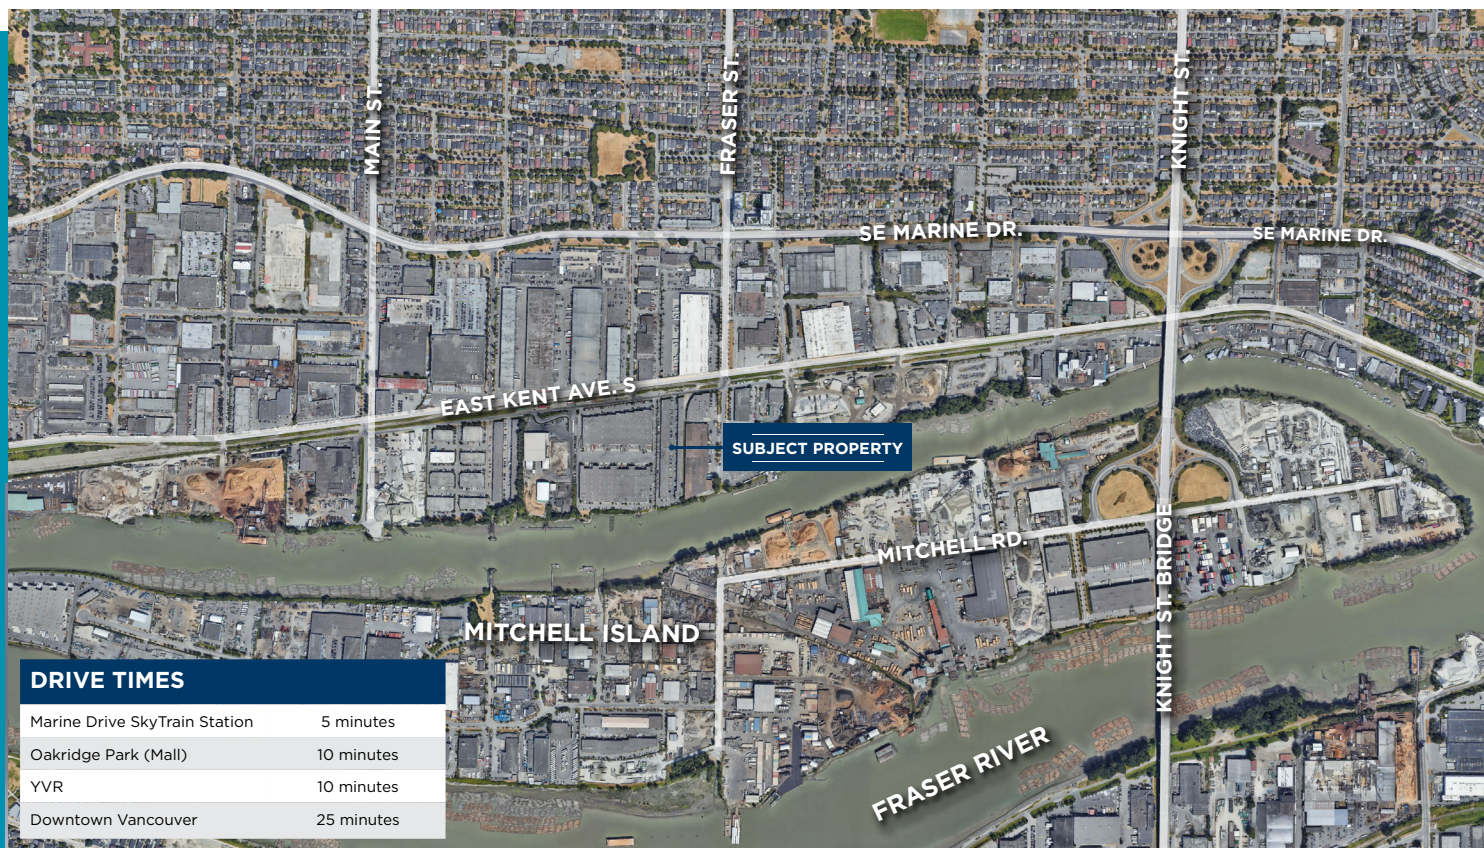 MAIN ST.
FRASER ST.
KNIGHT ST.
SE MARINE DR.
SE MARINE DR.
EAST KENT AVE. S
SUBJECT PROPERTY
MITCHELL RD.
KNIGHT ST. BRIDGE
MITCHELL ISLAND
FRASER RIVER
DRIVE TIMES
Marine Drive SkyTrain Station 5 minutes
Oakridge Park (Mall) 10 minutes
YVR 10 minutes
Downtown Vancouver 25 minutes